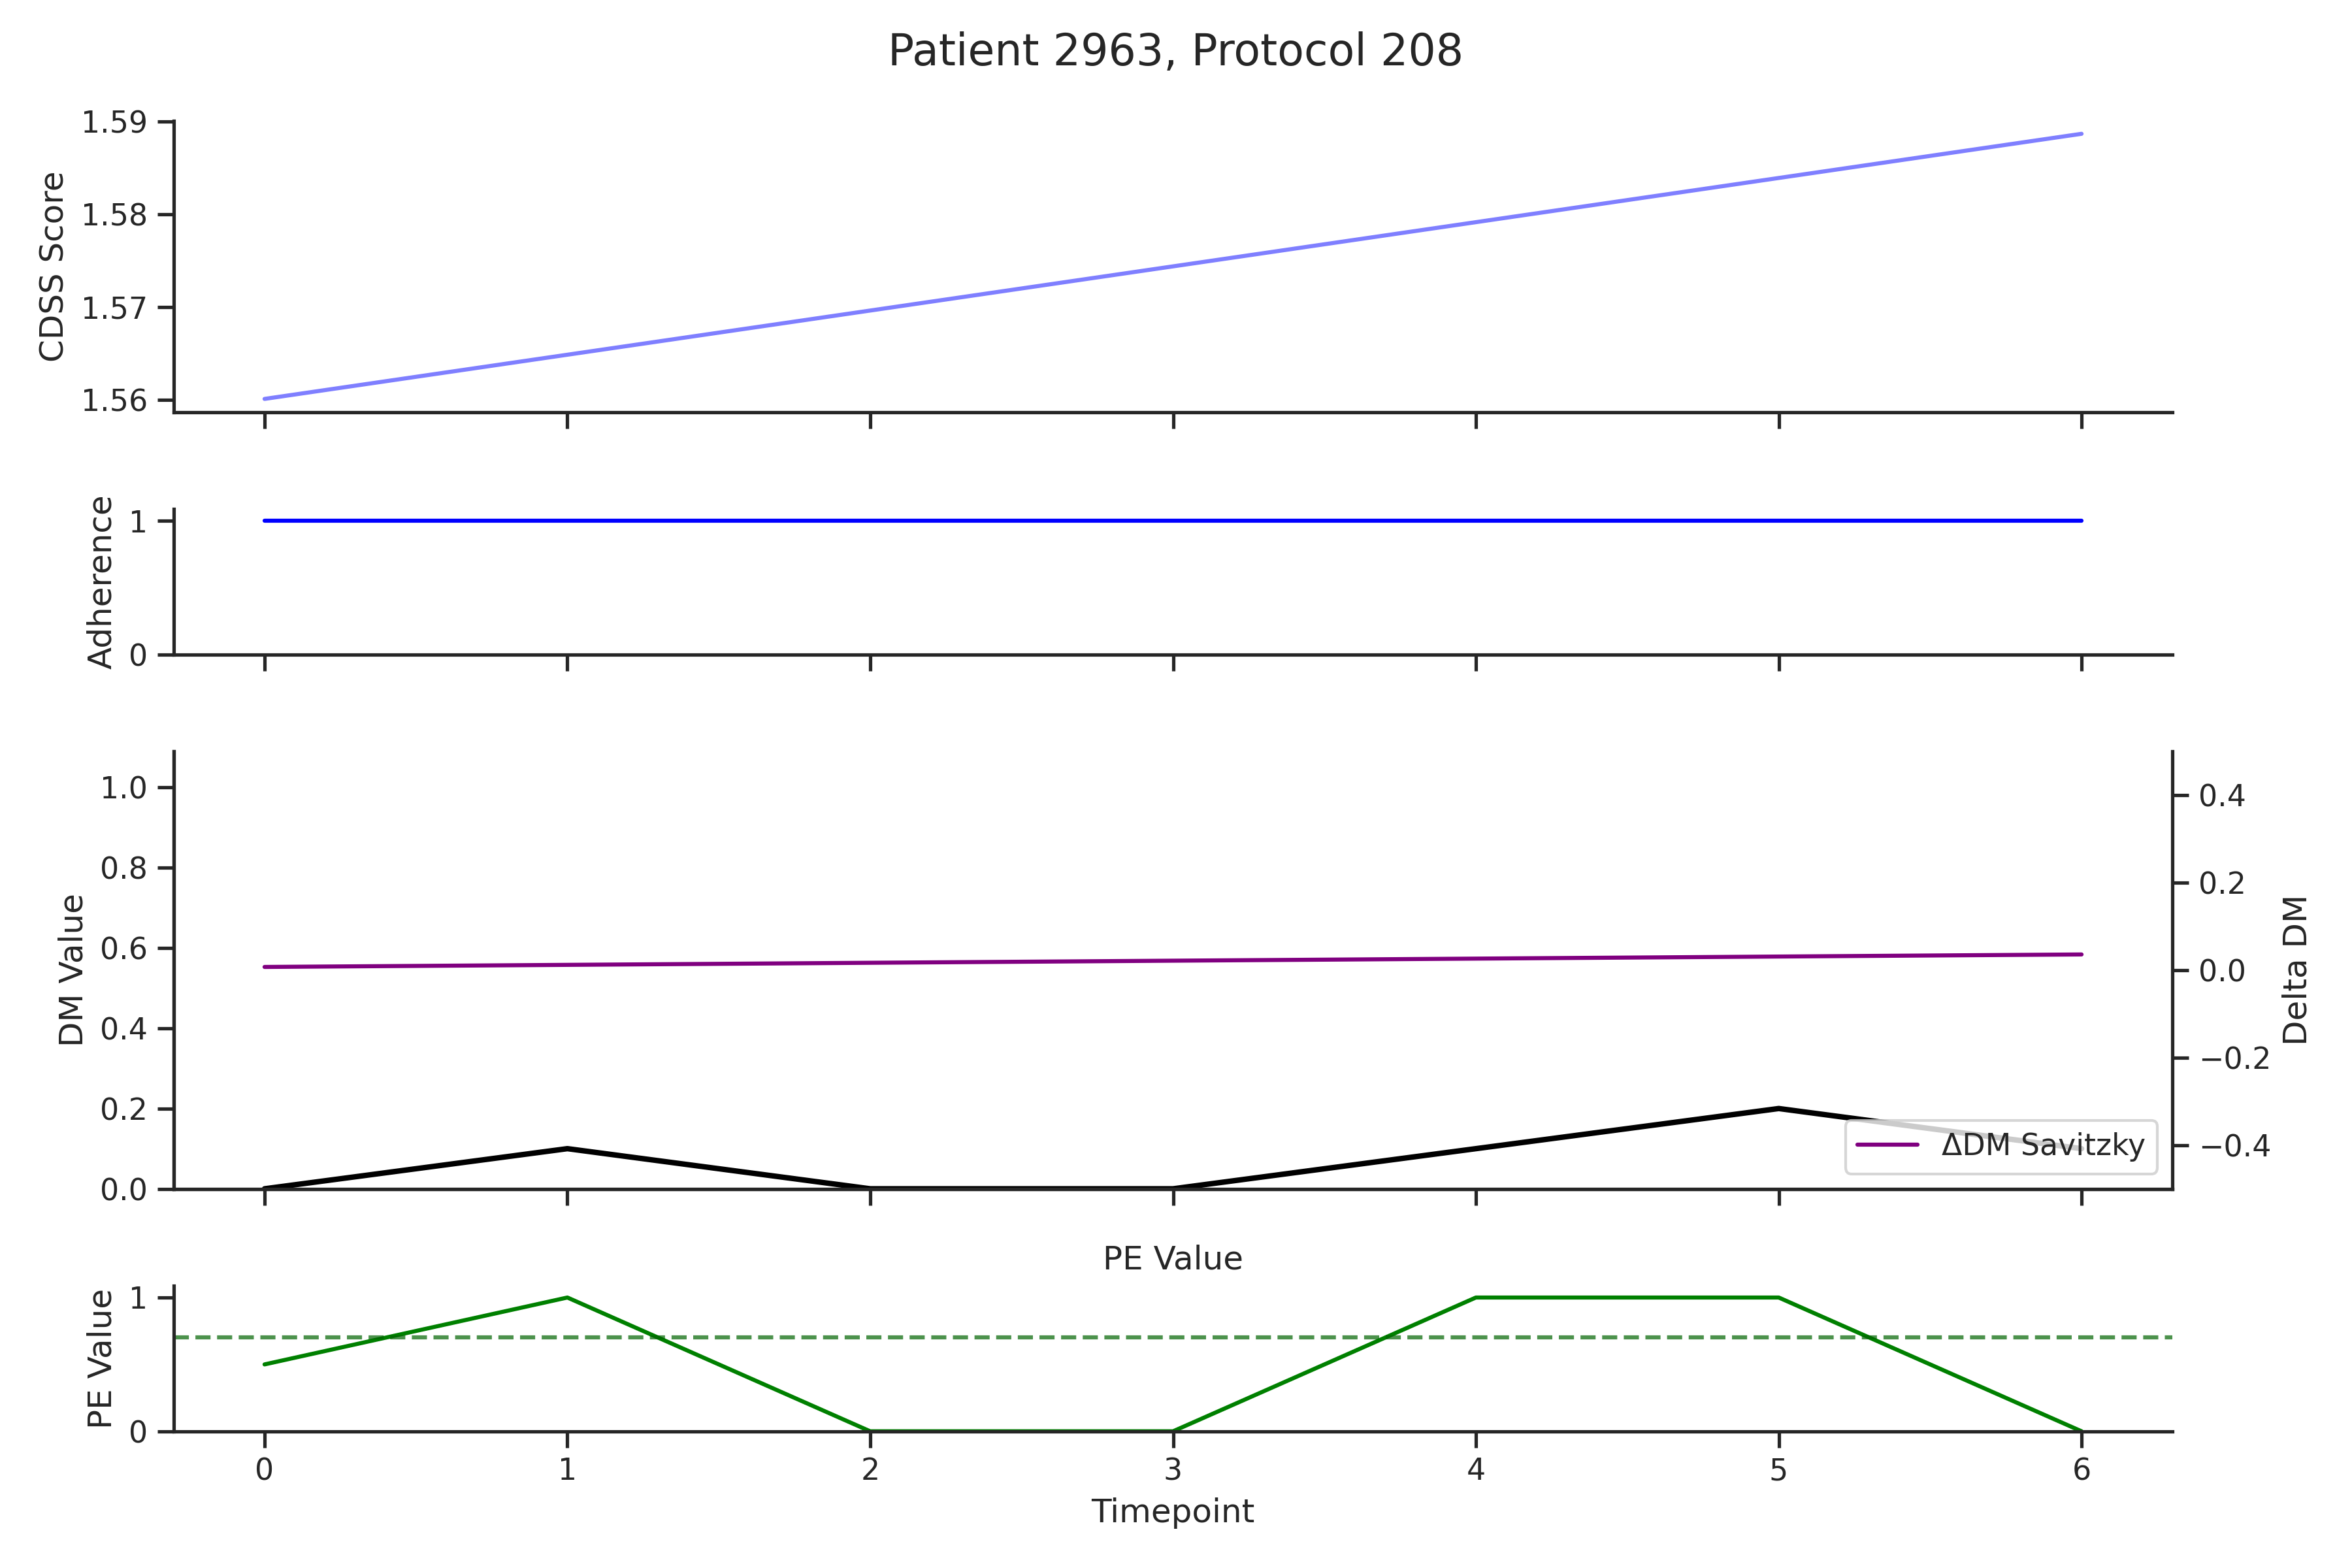 Patient 2963, Protocol 208
CDSS Score
1.59
1.58
1.57
1.56
Adherence
1
0
DM Value
1.0
0.8
0.6
0.4
0.2
0.0
Delta DM
0.4
0.2
0.0
−0.2
−0.4
ΔDM Savitzky
PE Value
PE Value
1
0
0 1 2 3 4 5 6
Timepoint